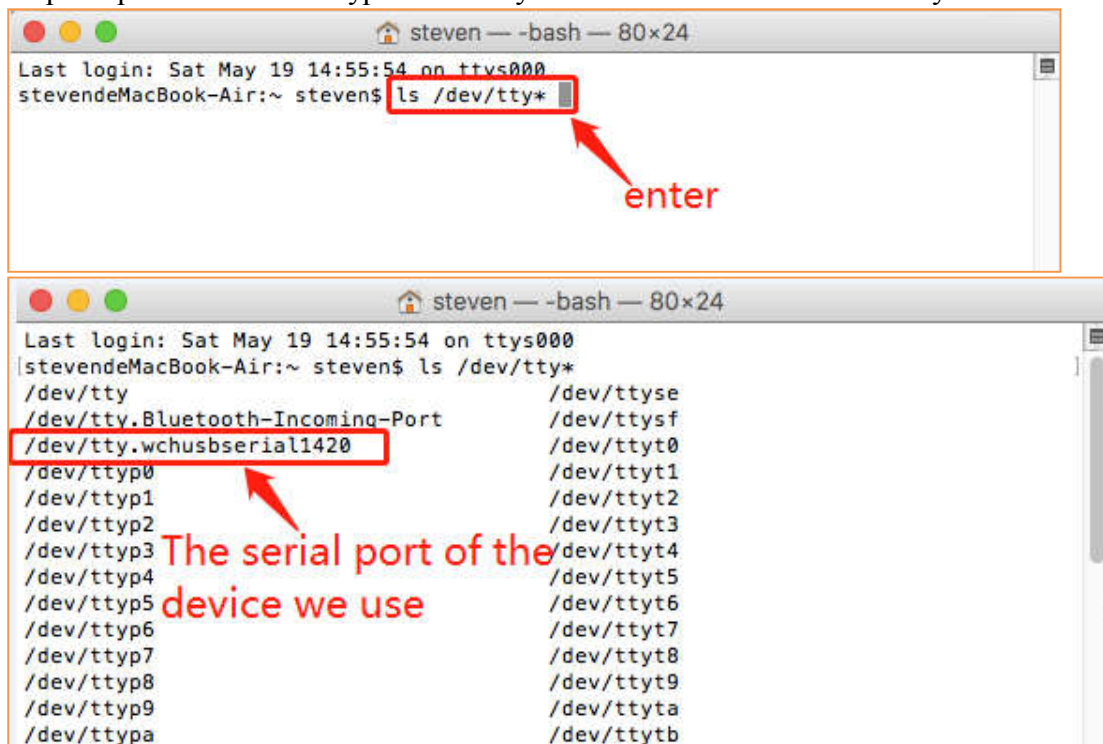 steven — -bash — 80×24
Last login: Sat May 19 14:55:54 on ttys000
stevendeMacBook-Air:~ steven$ ls /dev/tty*
enter
steven — -bash — 80×24
Last login: Sat May 19 14:55:54 on ttys000
[stevendeMacBook-Air:~ steven$ ls /dev/tty* ]
/dev/tty /dev/ttyse
/dev/tty.Bluetooth-Incoming-Port /dev/ttysf
/dev/tty.wchusbserial1420 /dev/ttyt0
/dev/ttyp0 /dev/ttyt1
/dev/ttyp1 /dev/ttyt2
/dev/ttyp2 /dev/ttyt3
/dev/ttyp3 /dev/ttyt4
/dev/ttyp4 /dev/ttyt5
/dev/ttyp5 /dev/ttyt6
/dev/ttyp6 /dev/ttyt7
/dev/ttyp7 /dev/ttyt8
/dev/ttyp8 /dev/ttyt9
/dev/ttyp9 /dev/ttyta
/dev/ttypa /dev/ttytb
The serial port of the
device we use